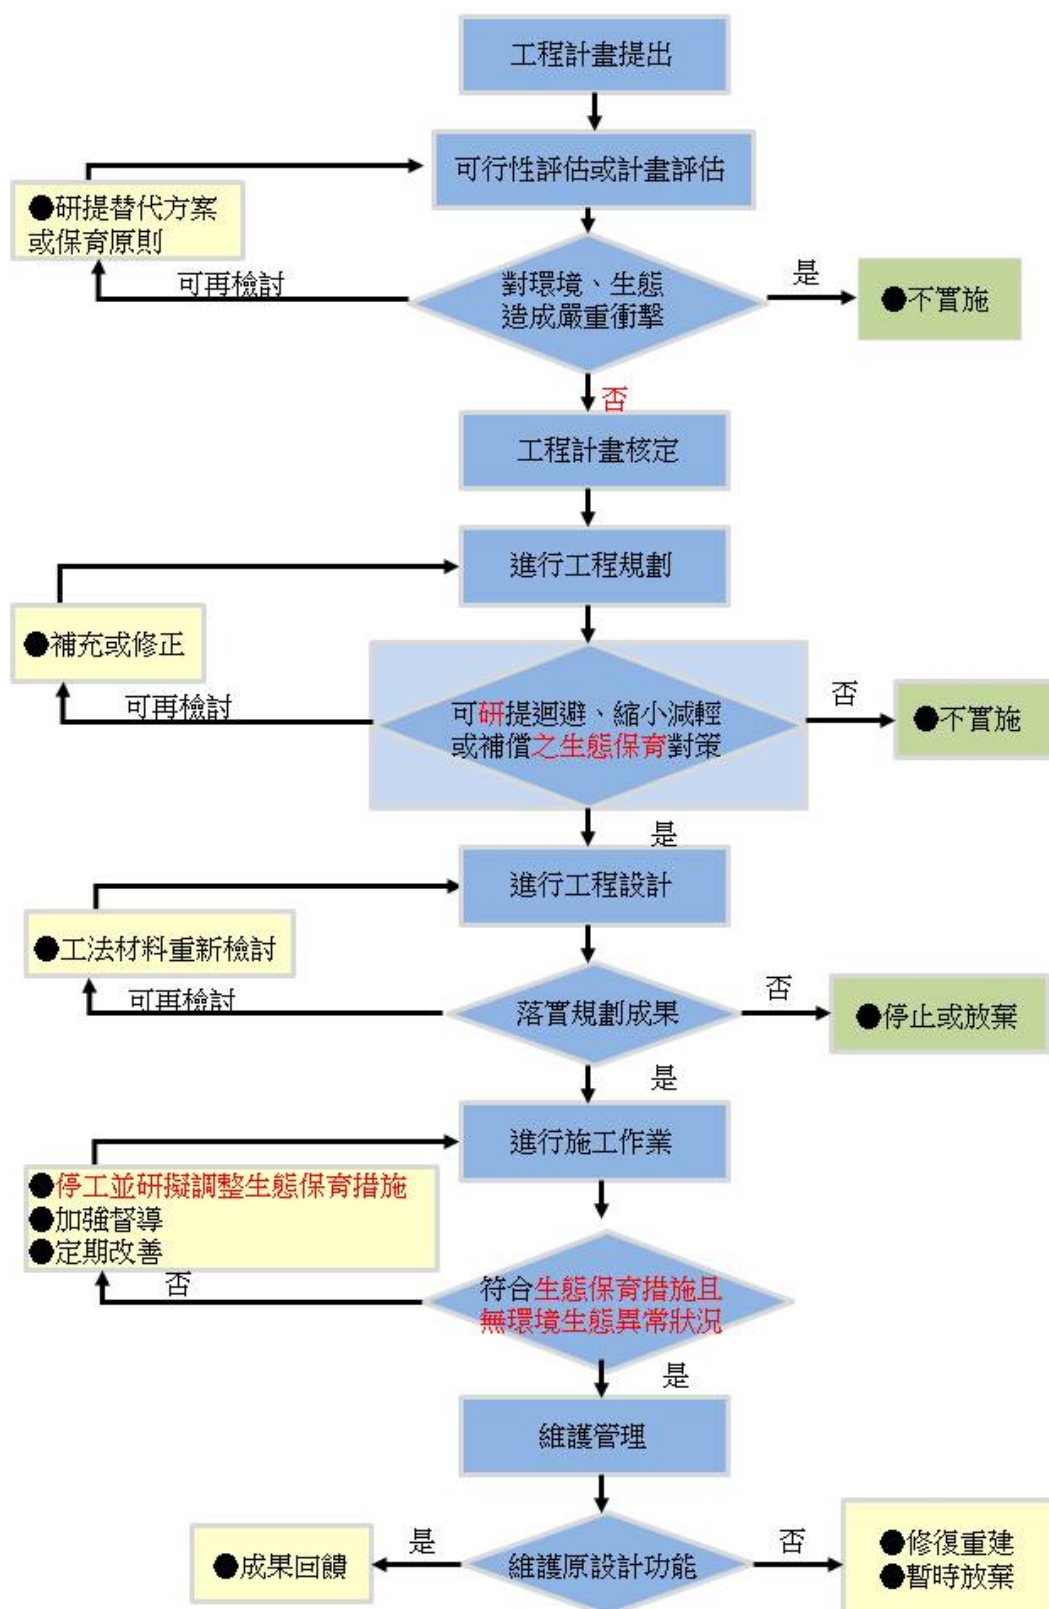 工程計畫提出
可行性評估或計畫評估
●研提替代方案
或保育原則
可再檢討
對環境、生態
造成嚴重衝擊
是
●不實施
否
工程計畫核定
進行工程規劃
●補充或修正
可再檢討
可研提迴避、縮小減輕
或補償之生態保育對策
否
●不實施
是
進行工程設計
●工法材料重新檢討
可再檢討
落實規劃成果
否
●停止或放棄
是
進行施工作業
●停工並研擬調整生態保育措施
●加強督導
●定期改善
否
符合生態保育措施且
無環境生態異常狀況
是
維護管理
●成果回饋
是
維護原設計功能
否
●修復重建
●暫時放棄